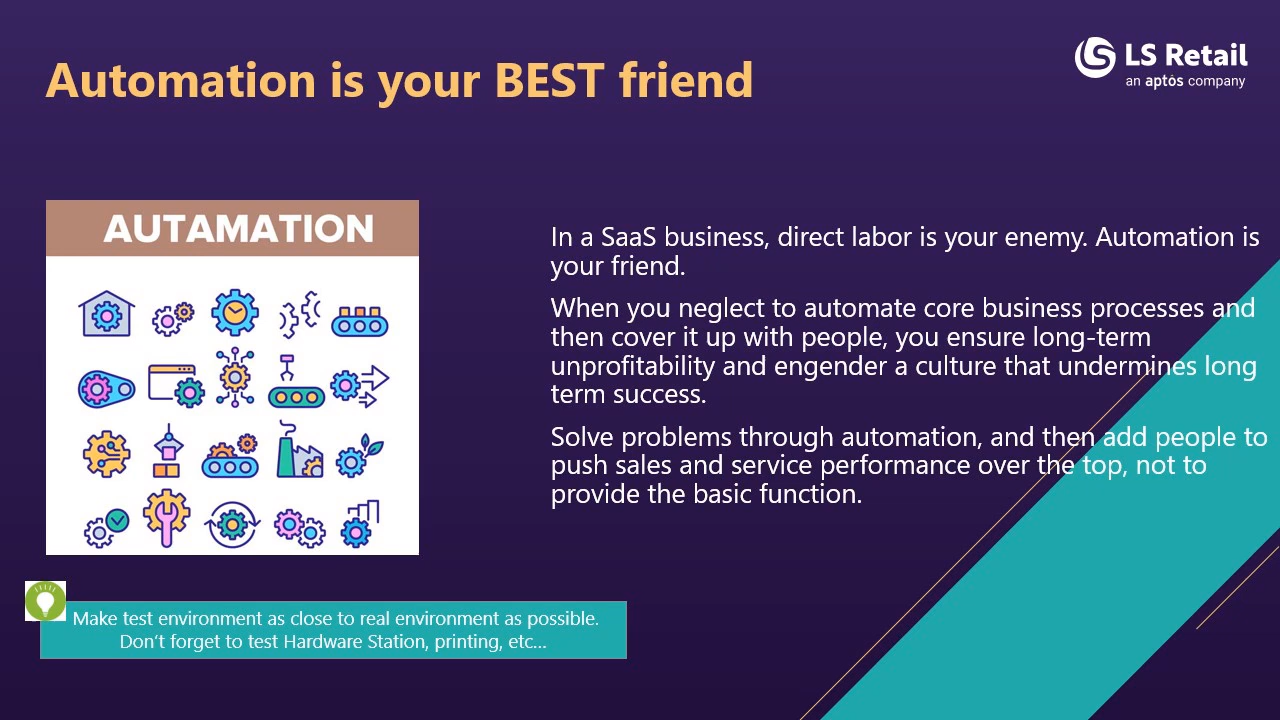 Automation is your BEST friend
LS Retail
an aptos company
AUTAMATION
In a SaaS business, direct labor is your enemy. Automation is
your friend.
When you neglect to automate core business processes and
then cover it up with people, you ensure long-term
unprofitability and engender a culture that undermines long
term success.
Solve problems through automation, and then add people to
push sales and service performance over the top, not to
provide the basic function.
Make test environment as close to real environment as possible.
Don't forget to test Hardware Station, printing, etc...